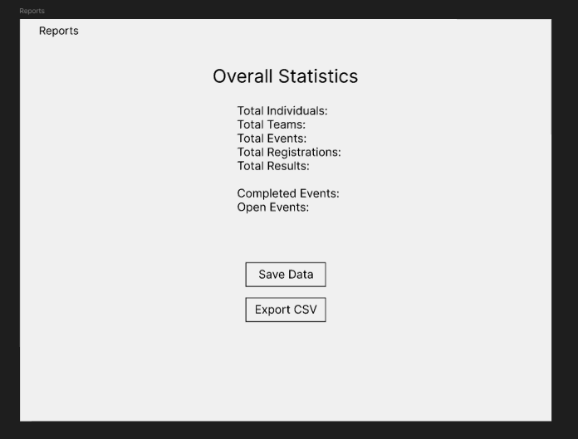 Reports
Reports
Overall Statistics
Total Individuals:
Total Teams:
Total Events:
Total Registrations:
Total Results:
Completed Events:
Open Events:
Save Data
Export CSV